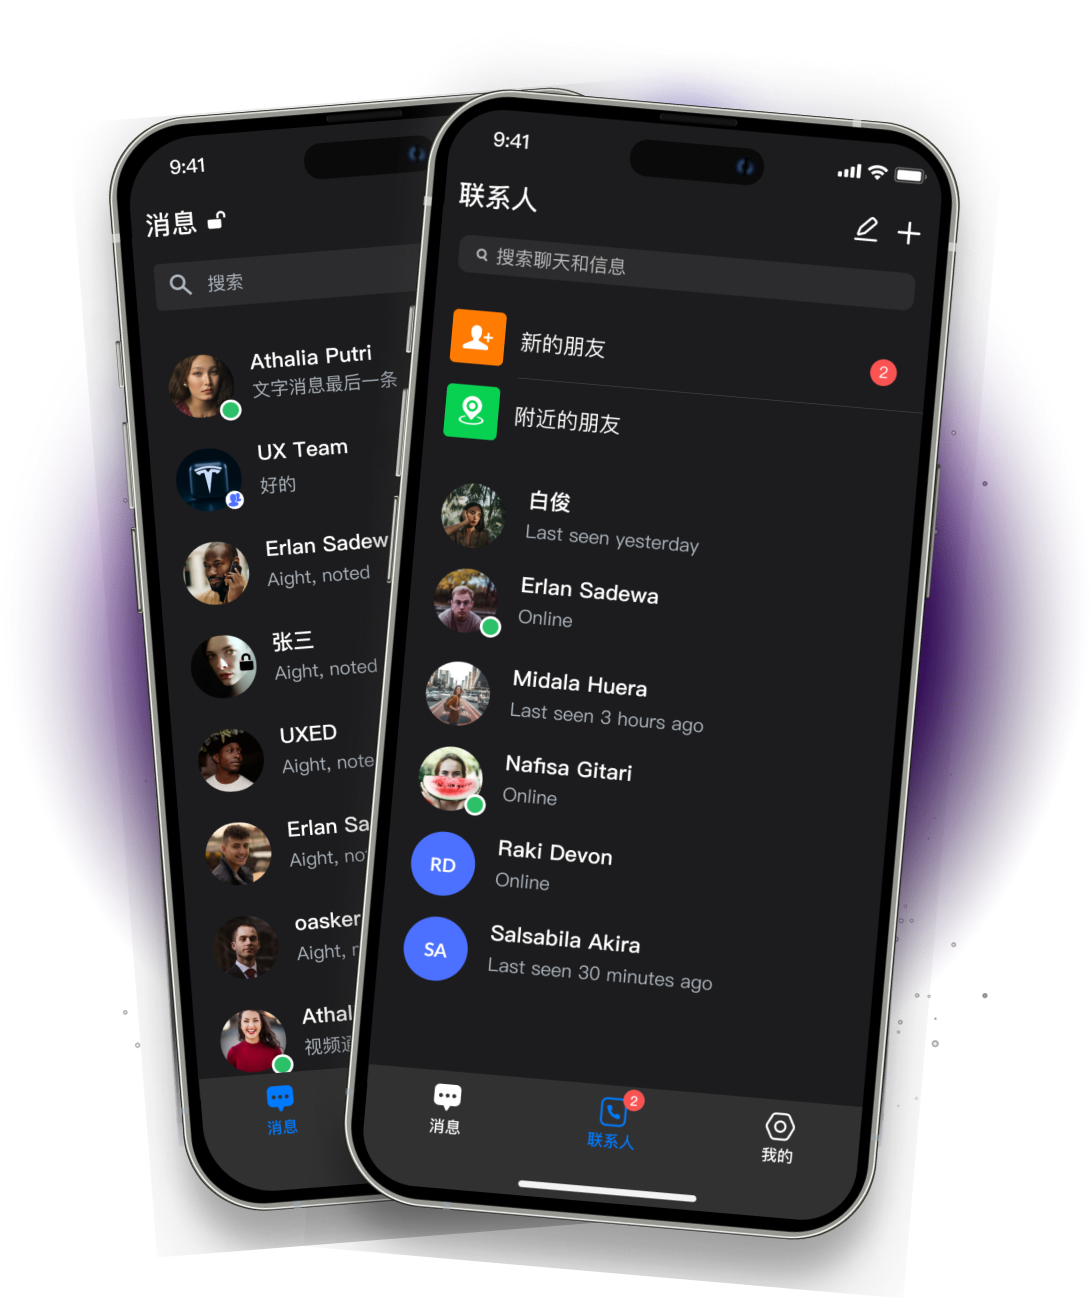 9:41
消息
搜索
Athalia Putri
文字消息最后一条
UX Team
好的
Erlan Sadew
Aight, noted
张三
Aight, noted
UXED
Aight, note
Erlan Sa
Aight, no
oasker
Aight,
Athal
视频通
消息
9:41
联系人
搜索聊天和信息
新的朋友
2
附近的朋友
白俊
Last seen yesterday
Erlan Sadewa
Online
Midala Huera
Last seen 3 hours ago
Nafisa Gitari
Online
RD
Raki Devon
Online
SA
Salsabila Akira
Last seen 30 minutes ago
消息
2
联系人
我的